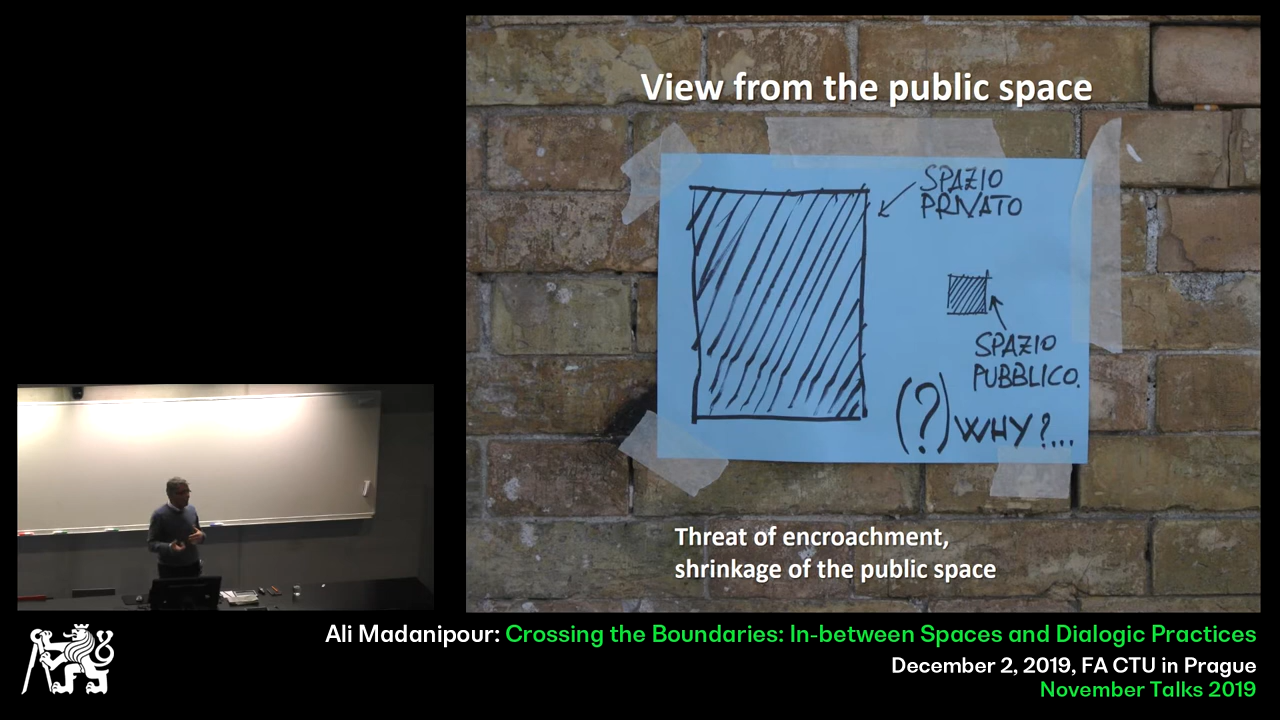 View from the public space
SPAZIO
PRIVATO
SPAZIO
PUBBLICO.
(?) WHY?...
Threat of encroachment,
shrinkage of the public space
Ali Madanipour: Crossing the Boundaries: In-between Spaces and Dialogic Practices
December 2, 2019, FA CTU in Prague
November Talks 2019